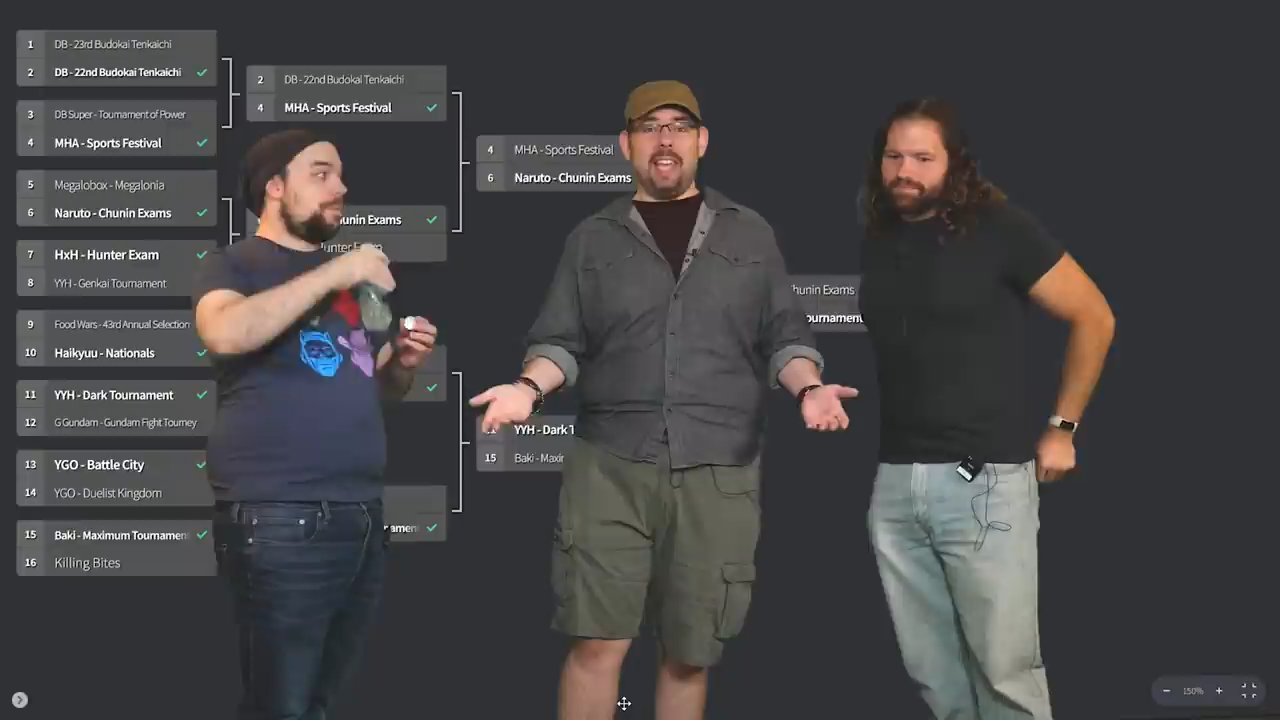 1 DB - 23rd Budokai Tenkaichi
2 DB - 22nd Budokai Tenkaichi
3 DB Super - Tournament of Power
4 MHA - Sports Festival
5 Megalobox - Megalonia
6 Naruto - Chunin Exams
7 HxH - Hunter Exam
8 YYH - Genkai Tournament
9 Food Wars - 43rd Annual Selection
10 Haikyuu - Nationals
11 YYH - Dark Tournament
12 G Gundam - Gundam Fight Tourney
13 YGO - Battle City
14 YGO - Duelist Kingdom
15 Baki - Maximum Tournamen
16 Killing Bites
2 DB - 22nd Budokai Tenkaichi
4 MHA - Sports Festival
Exams
Exam
4 MHA - Sports Festival
6 Naruto - Chunin Exams
YYH -
15 Baki -
Exams
150%